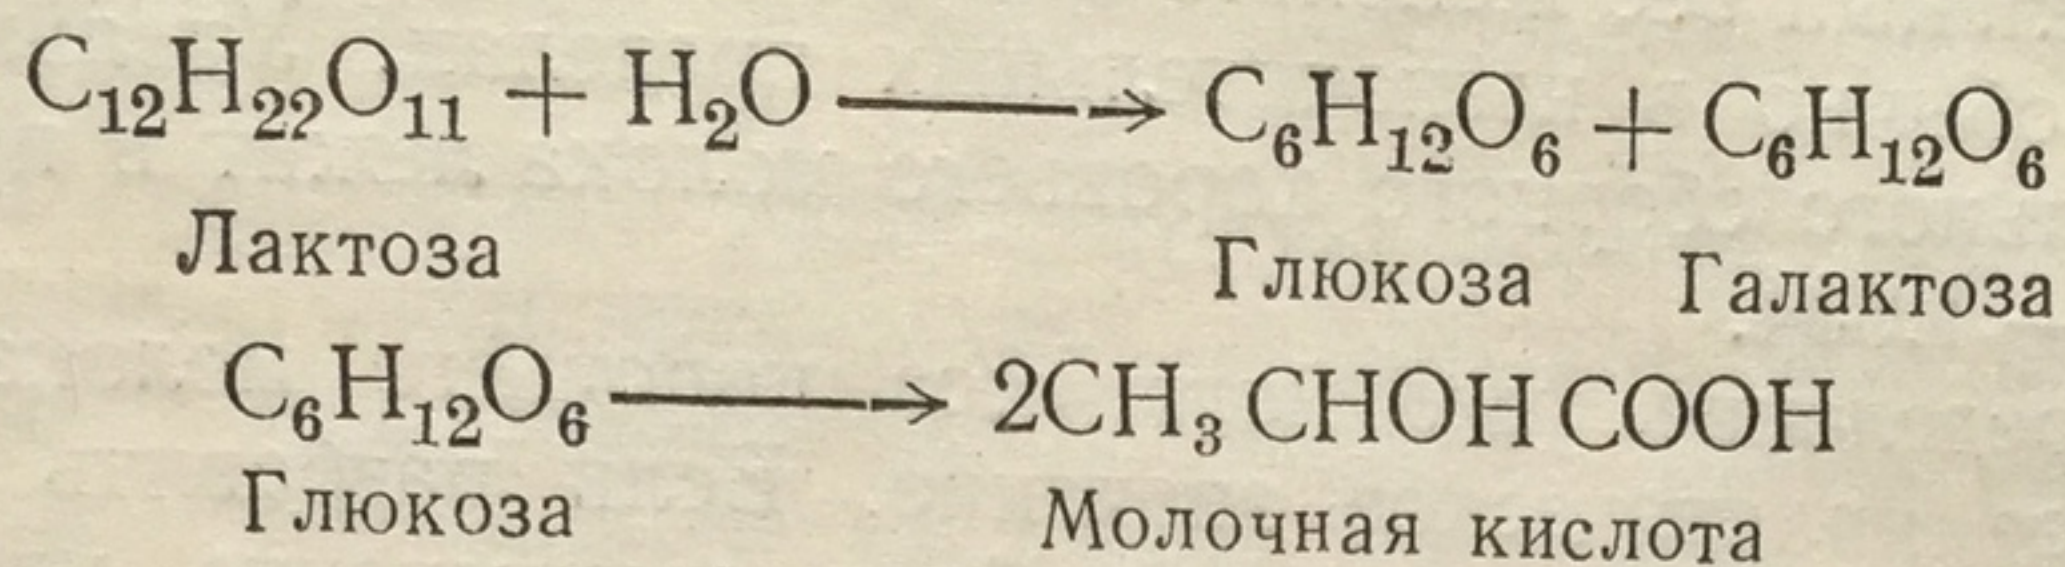 C₁₂H₂₂O₁₁ + H₂O ⟶ C₆H₁₂O₆ + C₆H₁₂O₆
Лактоза Глюкоза Галактоза
C₆H₁₂O₆ ⟶ 2CH₃ CHOH COOH
Глюкоза Молочная кислота